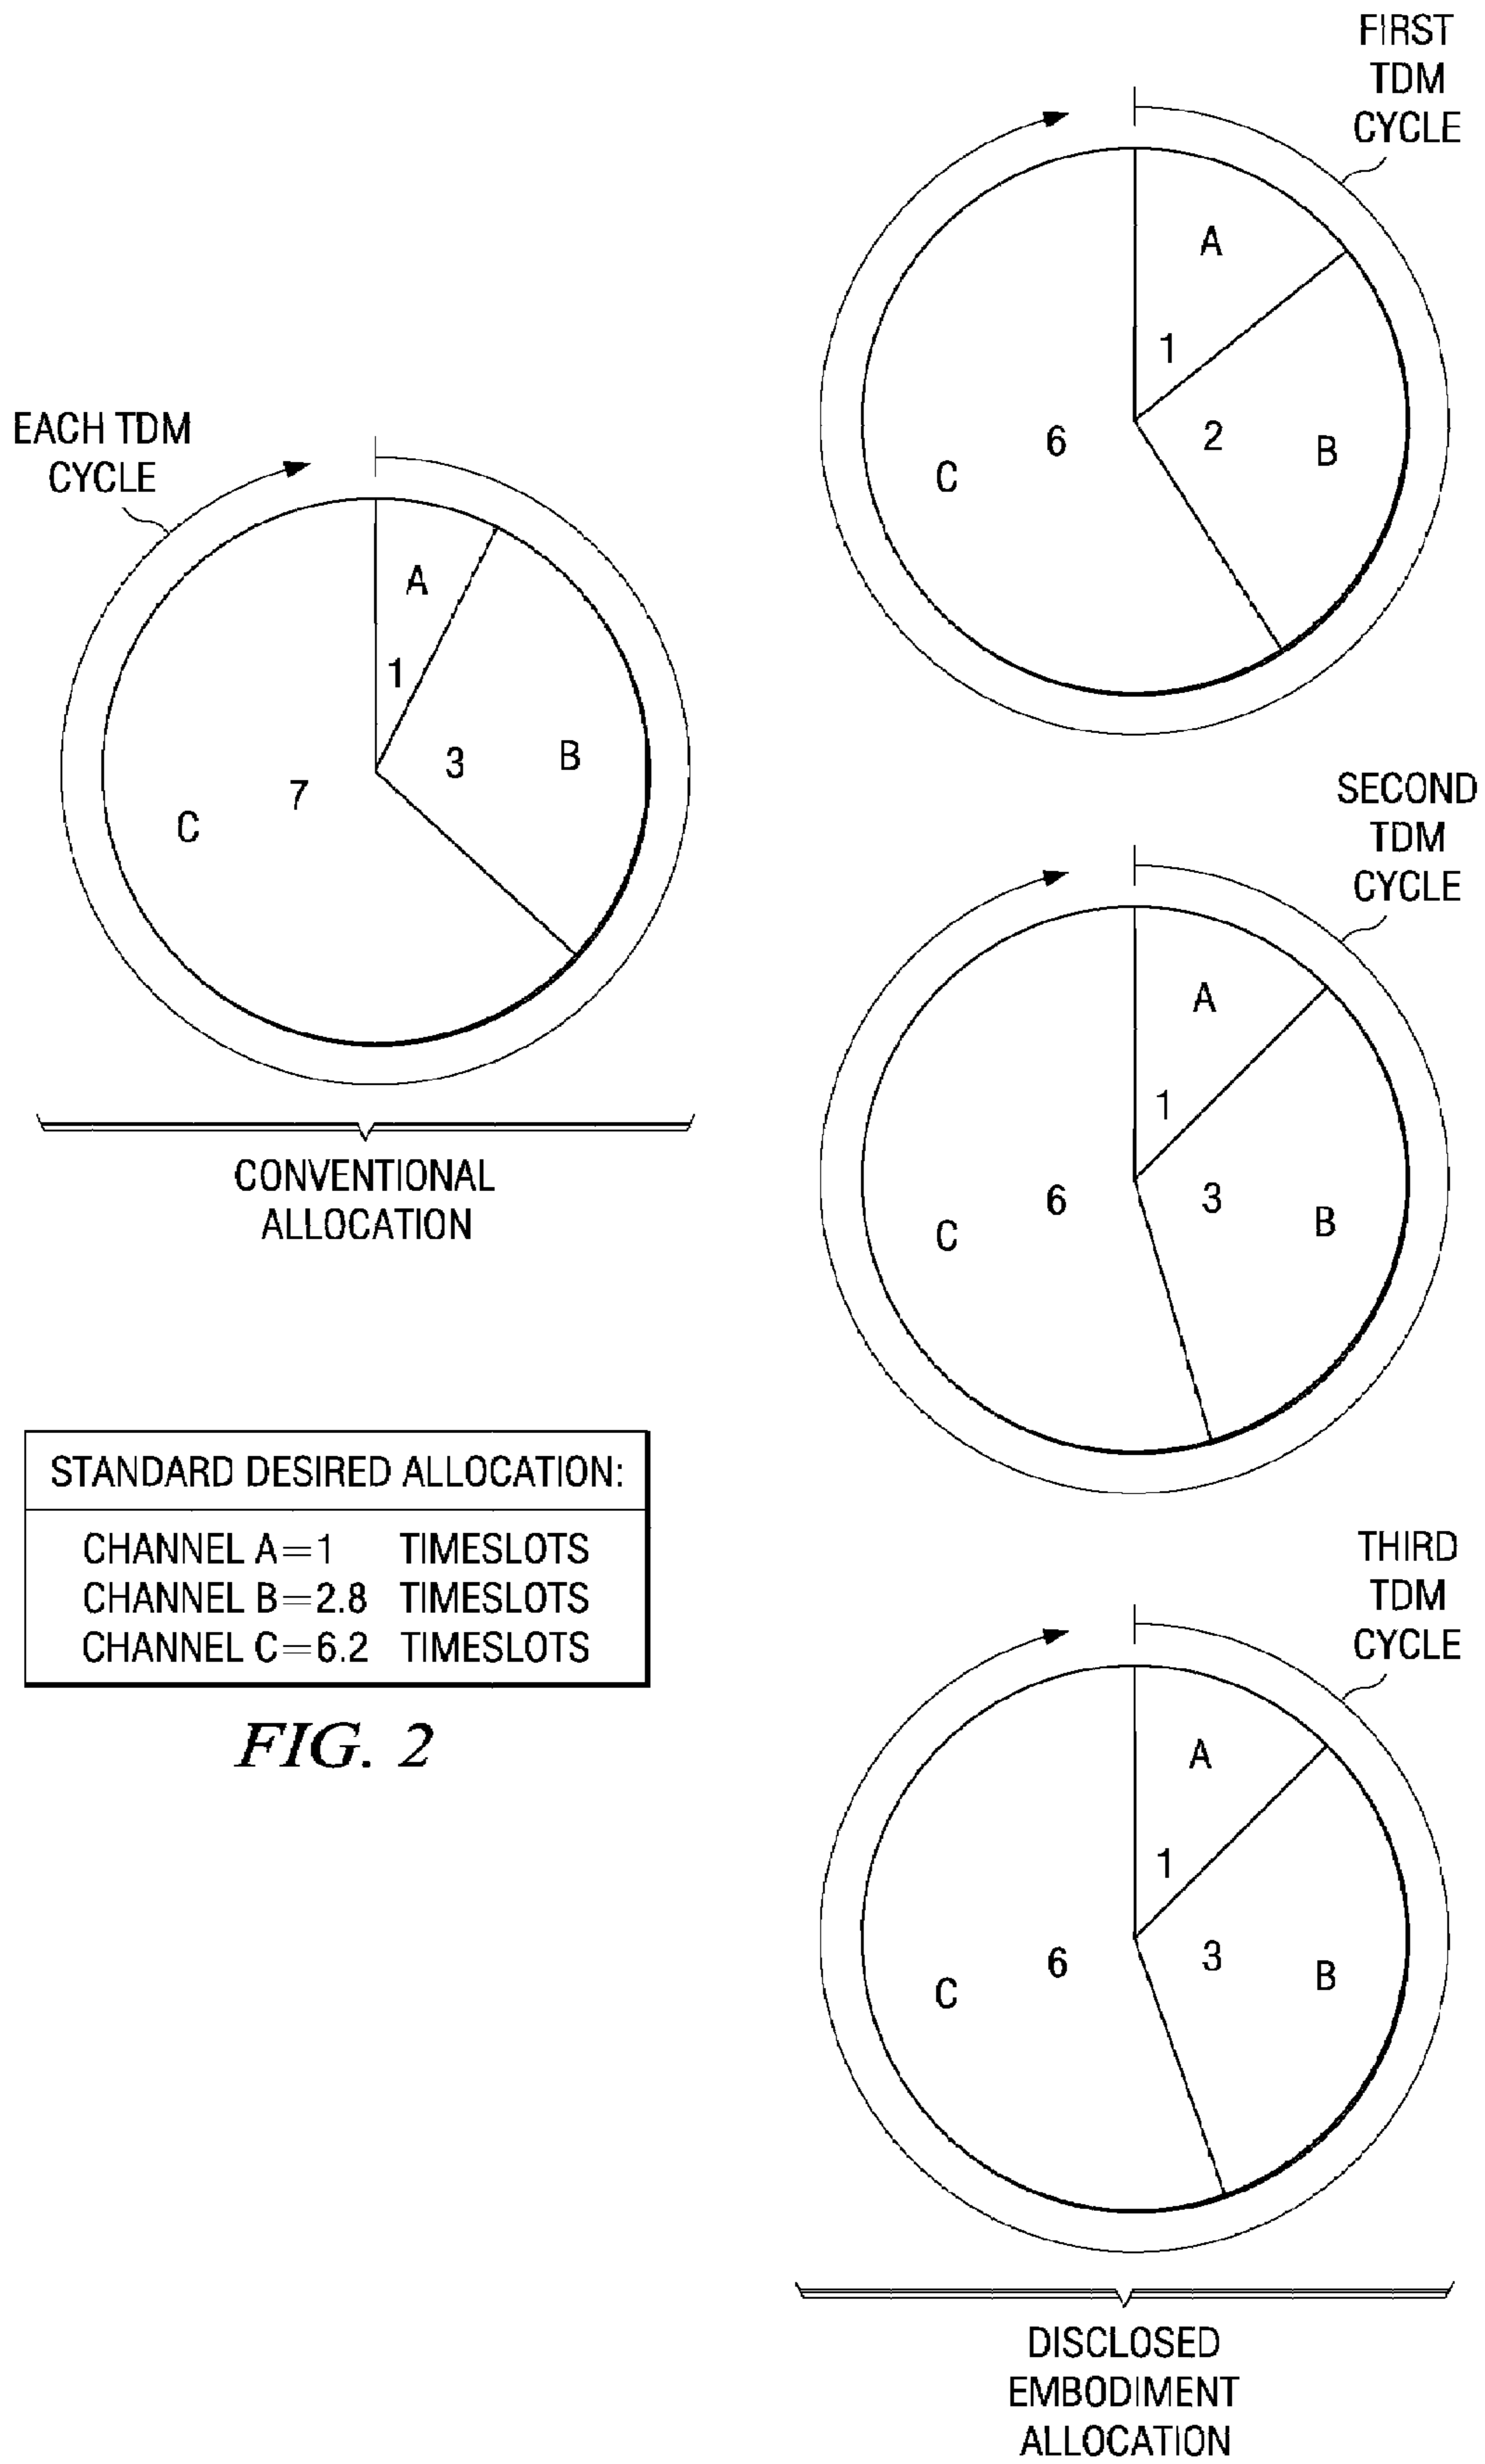 EACH TDM
CYCLE
A
1
3
B
7
C
CONVENTIONAL
ALLOCATION
STANDARD DESIRED ALLOCATION:
CHANNEL A=1 TIMESLOTS
CHANNEL B=2.8 TIMESLOTS
CHANNEL C=6.2 TIMESLOTS
FIG. 2
FIRST
TDM
CYCLE
A
1
2
B
6
C
SECOND
TDM
CYCLE
A
1
3
B
6
C
THIRD
TDM
CYCLE
A
1
3
B
6
C
DISCLOSED
EMBODIMENT
ALLOCATION